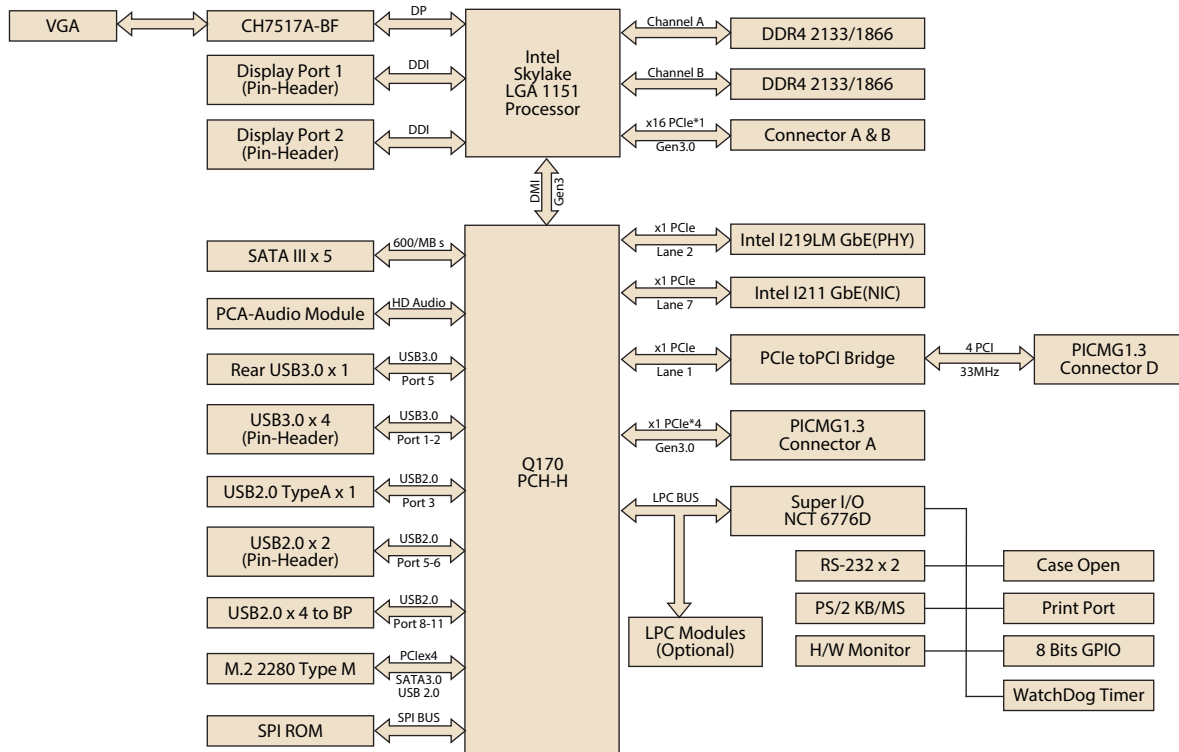 VGA
CH7517A-BF
DP
Display Port 1
(Pin-Header)
DDI
Display Port 2
(Pin-Header)
DDI
Intel
Skylake
LGA 1151
Processor
Channel A
DDR4 2133/1866
Channel B
DDR4 2133/1866
x16 PCIe*1
Gen3.0
Connector A & B
DMI
Gen3
SATA III x 5
600/MB s
PCA-Audio Module
HD Audio
Rear USB3.0 x 1
USB3.0
Port 5
USB3.0 x 4
(Pin-Header)
USB3.0
Port 1-2
USB2.0 TypeA x 1
USB2.0
Port 3
USB2.0 x 2
(Pin-Header)
USB2.0
Port 5-6
USB2.0 x 4 to BP
USB2.0
Port 8-11
M.2 2280 Type M
PCIex4
SATA3.0
USB 2.0
SPI ROM
SPI BUS
Q170
PCH-H
x1 PCIe
Lane 2
Intel I219LM GbE(PHY)
x1 PCIe
Lane 7
Intel I211 GbE(NIC)
x1 PCIe
Lane 1
PCIe toPCI Bridge
4 PCI
33MHz
PICMG1.3
Connector D
x1 PCIe*4
Gen3.0
PICMG1.3
Connector A
LPC BUS
Super I/O
NCT 6776D
LPC Modules
(Optional)
RS-232 x 2
Case Open
PS/2 KB/MS
Print Port
H/W Monitor
8 Bits GPIO
WatchDog Timer